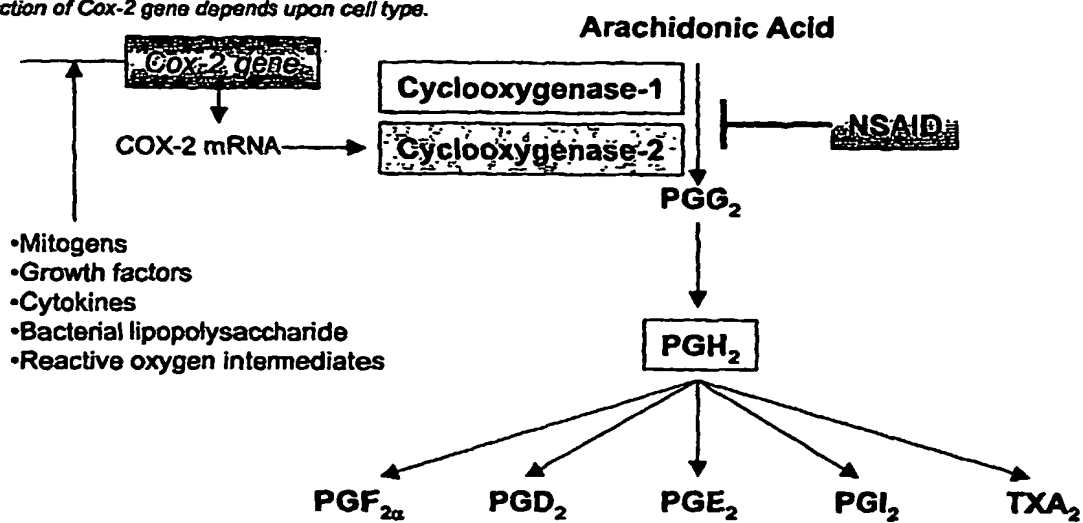 ction of Cox-2 gene depends upon cell type.
Arachidonic Acid
Cox-2 gene
Cyclooxygenase-1
NSAID
COX-2 mRNA
Cyclooxygenase-2
PGG₂
•Mitogens
•Growth factors
•Cytokines
•Bacterial lipopolysaccharide
•Reactive oxygen intermediates
PGH₂
PGF₂α
PGD₂
PGE₂
PGI₂
TXA₂